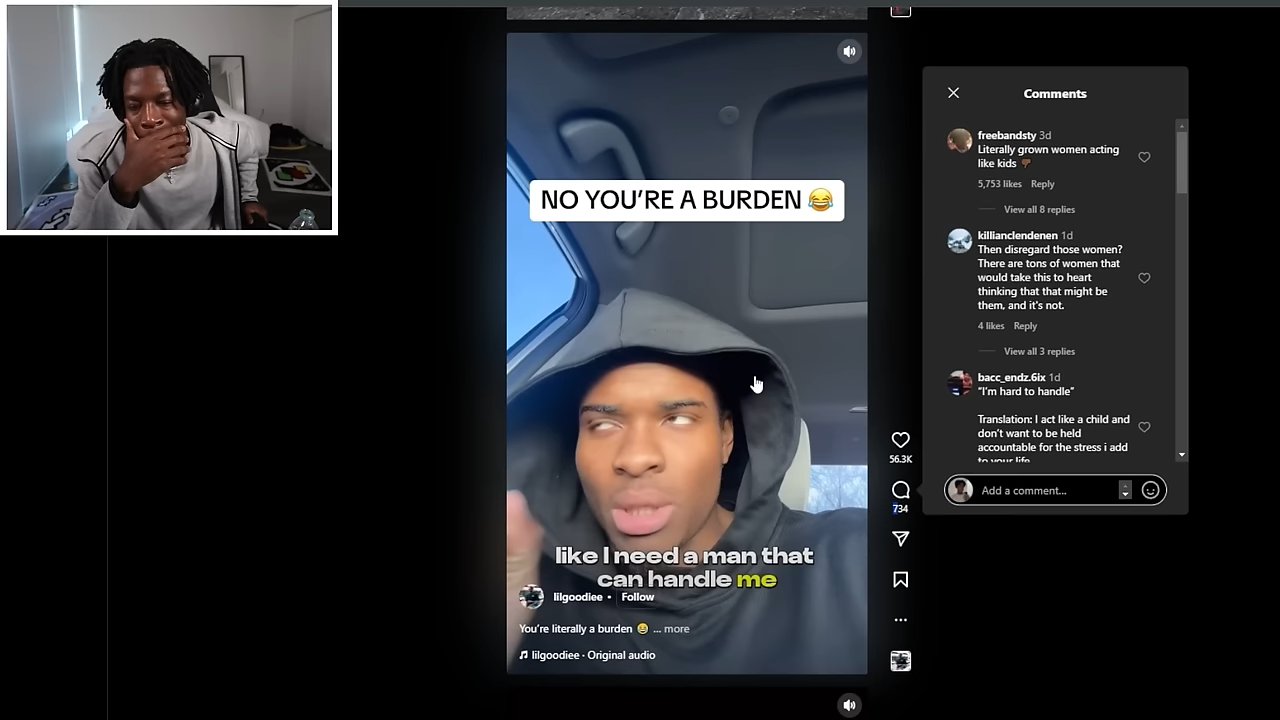 NO YOU'RE A BURDEN 😂
like I need a man that
can handle me
lilgoodiee • Follow
You're literally a burden 😂 ... more
lilgoodiee · Original audio
56.3K
734
Comments
freebandsty 3d
Literally grown women acting
like kids 👎🏾
5,753 likes Reply
View all 8 replies
killianclendenen 1d
Then disregard those women?
There are tons of women that
would take this to heart
thinking that that might be
them, and it's not.
4 likes Reply
View all 3 replies
bacc_endz.6ix 1d
"I'm hard to handle"
Translation: I act like a child and
don't want to be held
accountable for the stress i add
to your life
Add a comment...